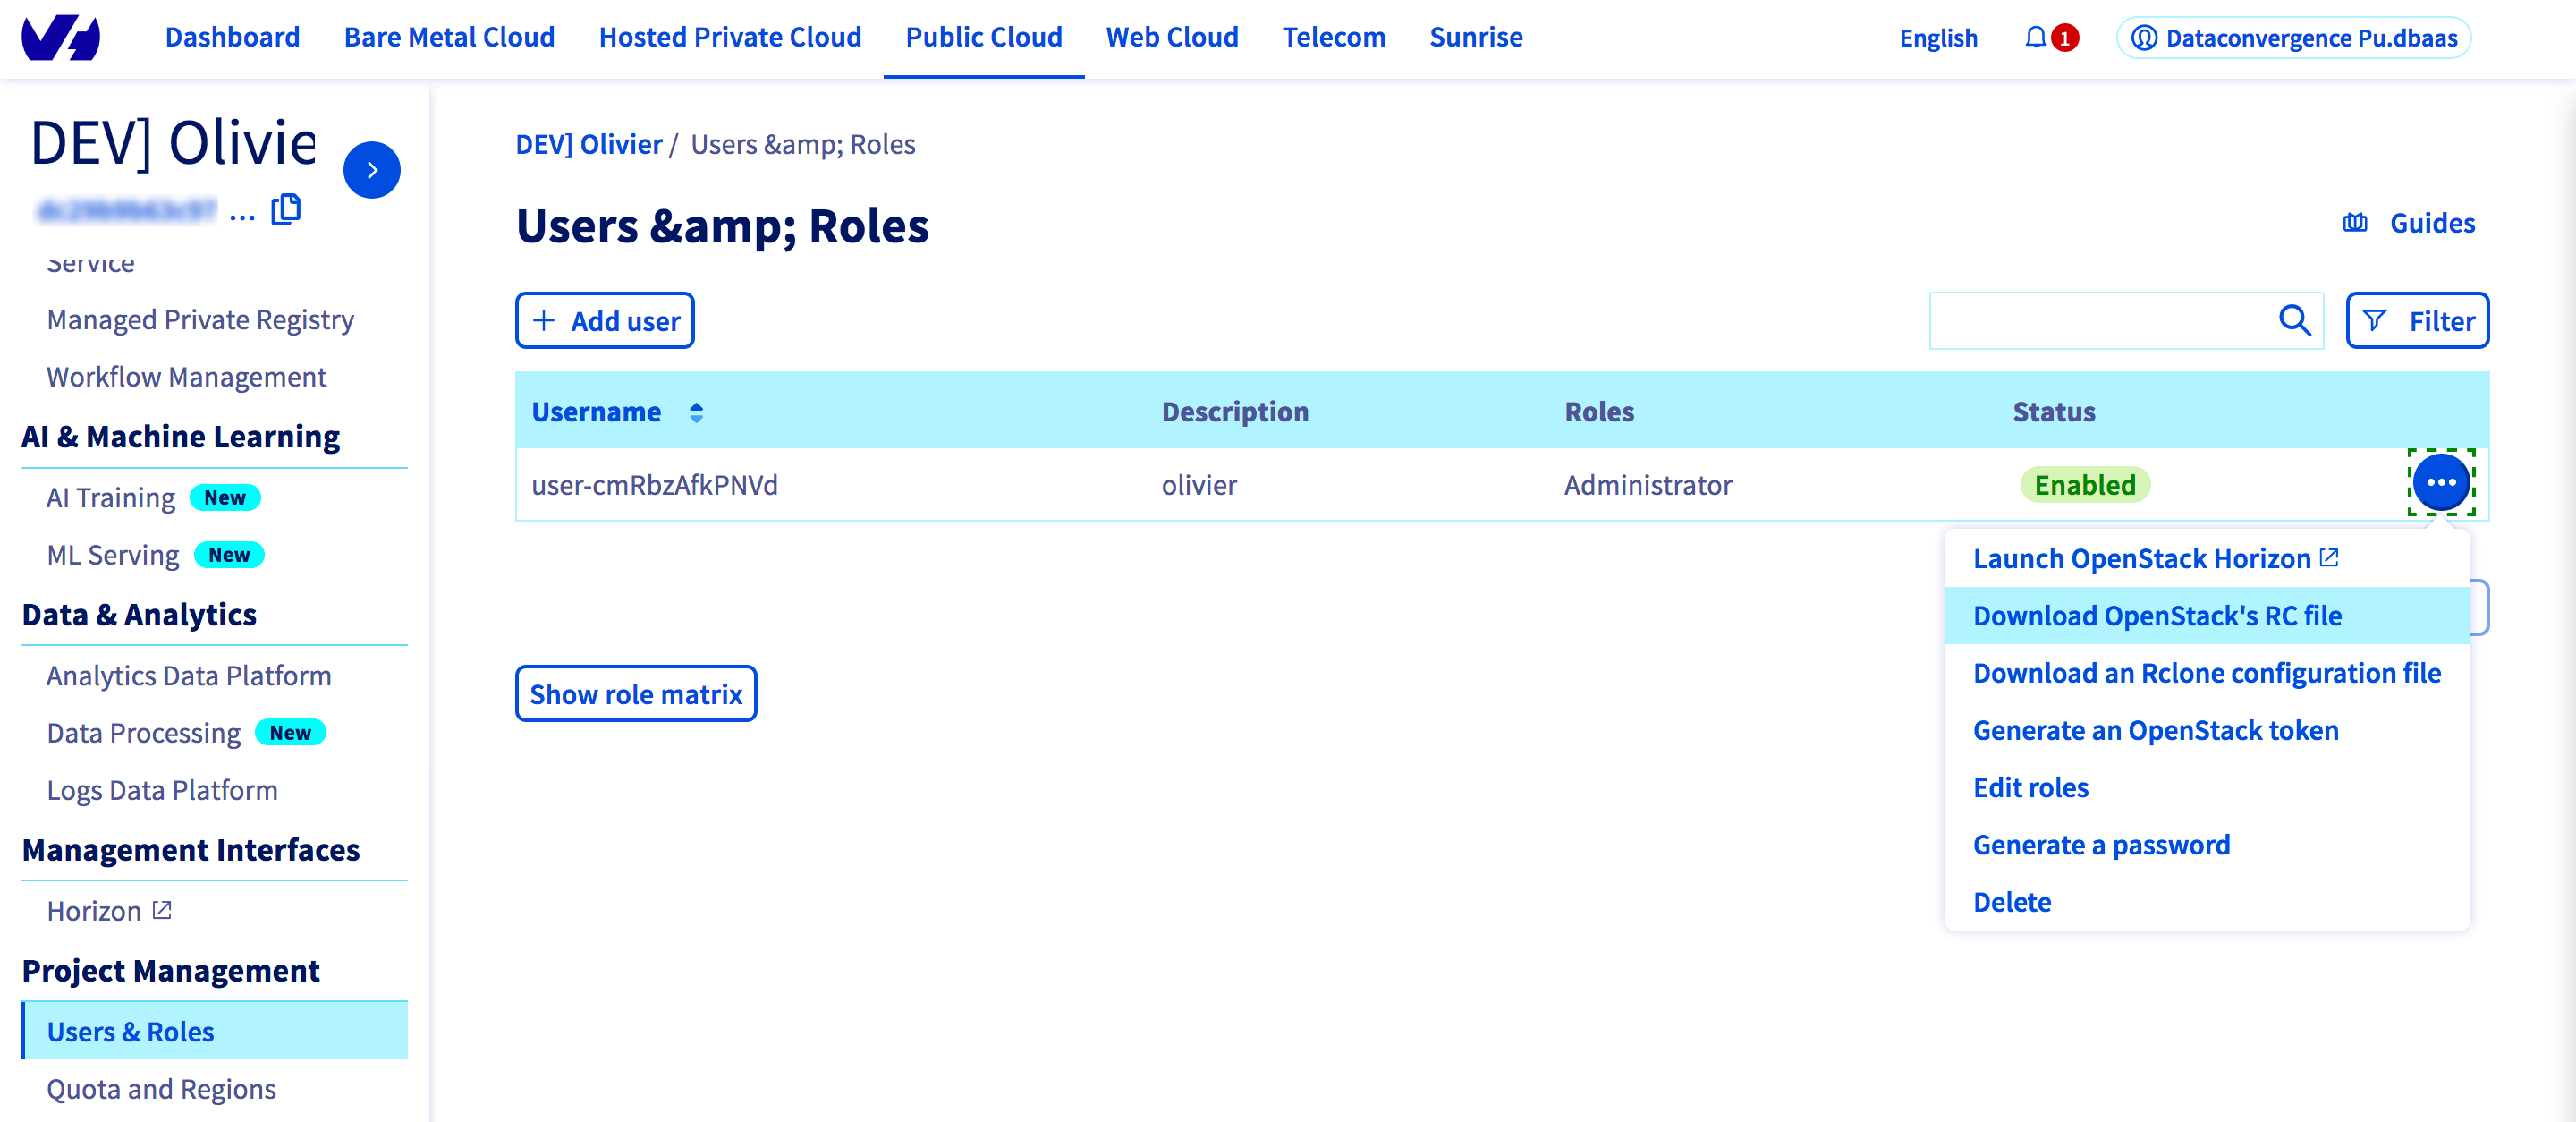 Dashboard Bare Metal Cloud Hosted Private Cloud Public Cloud Web Cloud Telecom Sunrise English 1 Dataconvergence Pu.dbaas
DEV] Olivie
...
Service
Managed Private Registry
Workflow Management
AI & Machine Learning
AI Training New
ML Serving New
Data & Analytics
Analytics Data Platform
Data Processing New
Logs Data Platform
Management Interfaces
Horizon
Project Management
Users & Roles
Quota and Regions
DEV] Olivier / Users &amp; Roles
Users &amp; Roles
Guides
+ Add user
Filter
Username Description Roles Status
user-cmRbzAfkPNVd olivier Administrator Enabled ...
Launch OpenStack Horizon
Download OpenStack's RC file
Download an Rclone configuration file
Generate an OpenStack token
Edit roles
Generate a password
Delete
Show role matrix